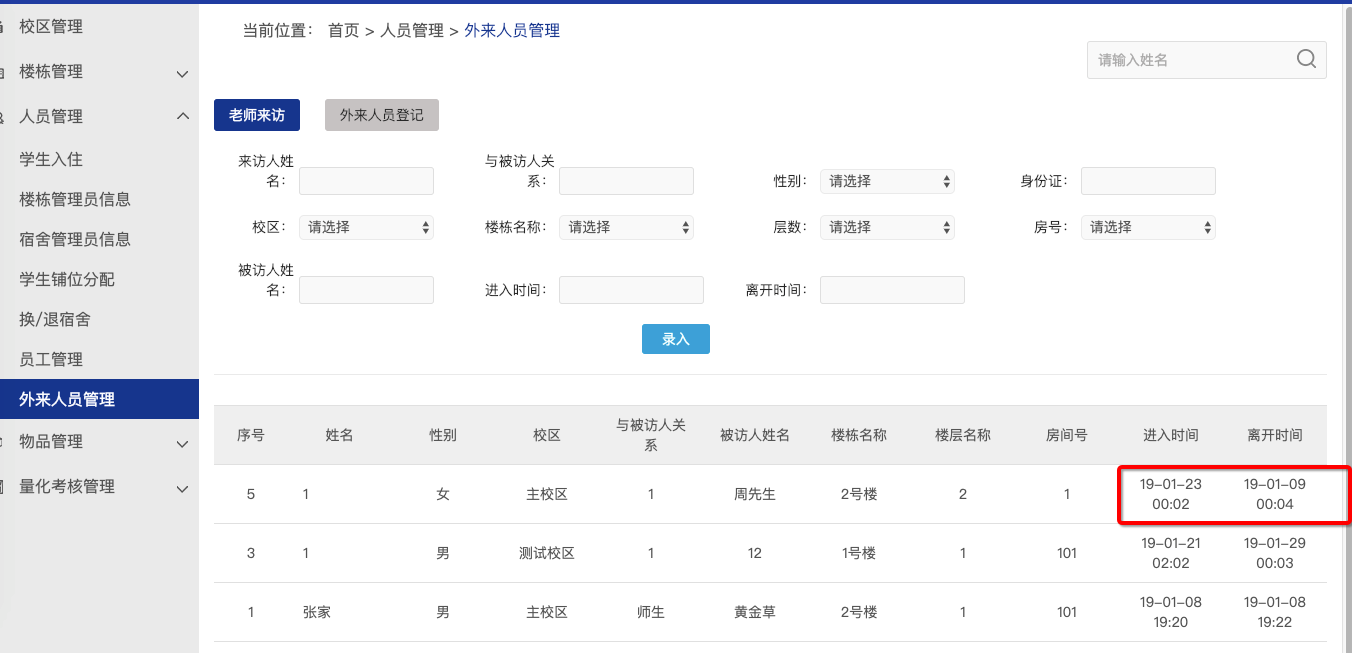 校区管理
楼栋管理
人员管理
学生入住
楼栋管理员信息
宿舍管理员信息
学生铺位分配
换/退宿舍
员工管理
外来人员管理
物品管理
量化考核管理
当前位置： 首页 > 人员管理 > 外来人员管理
请输入姓名
老师来访 外来人员登记
来访人姓
名：
与被访人关
系：
性别： 请选择
身份证：
校区： 请选择 楼栋名称： 请选择 层数： 请选择 房号： 请选择
被访人姓
名：
进入时间：
离开时间：
录入
序号 姓名 性别 校区 与被访人关
系 被访人姓名 楼栋名称 楼层名称 房间号 进入时间 离开时间
5 1 女 主校区 1 周先生 2号楼 2 1 19-01-23 19-01-09
00:02 00:04
3 1 男 测试校区 1 12 1号楼 1 101 19-01-21 19-01-29
02:02 00:03
1 张家 男 主校区 师生 黄金草 2号楼 1 101 19-01-08 19-01-08
19:20 19:22